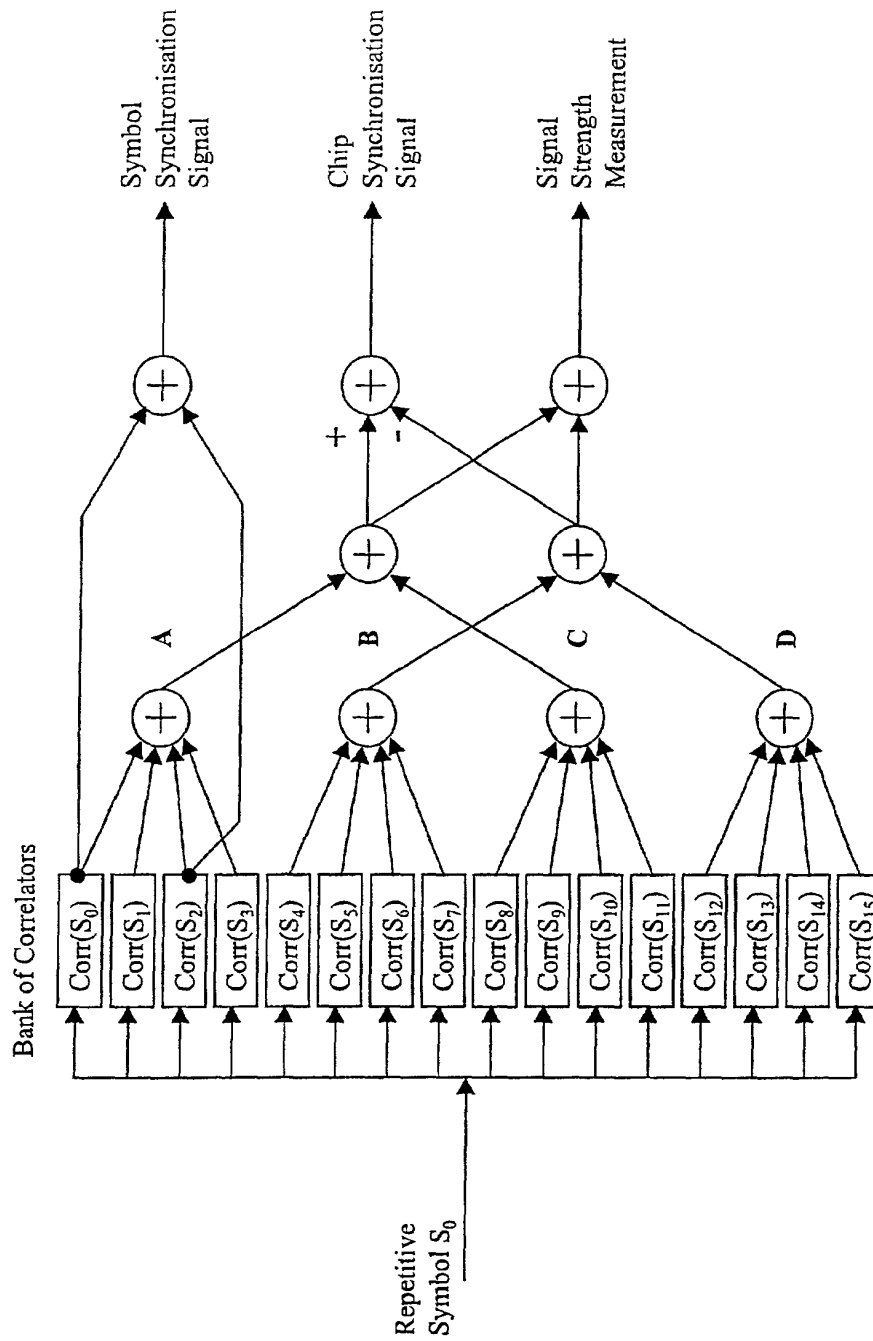 Bank of Correlators
Repetitive
Symbol S₀
Corr(S₀)
Corr(S₁)
Corr(S₂)
Corr(S₃)
Corr(S₄)
Corr(S₅)
Corr(S₆)
Corr(S₇)
Corr(S₈)
Corr(S₉)
Corr(S₁₀)
Corr(S₁₁)
Corr(S₁₂)
Corr(S₁₃)
Corr(S₁₄)
Corr(S₁₅)
+
+
+
+
A
B
C
D
+
+
+
-
+
+
+
Symbol
Synchronisation
Signal
Chip
Synchronisation
Signal
Signal
Strength
Measurement